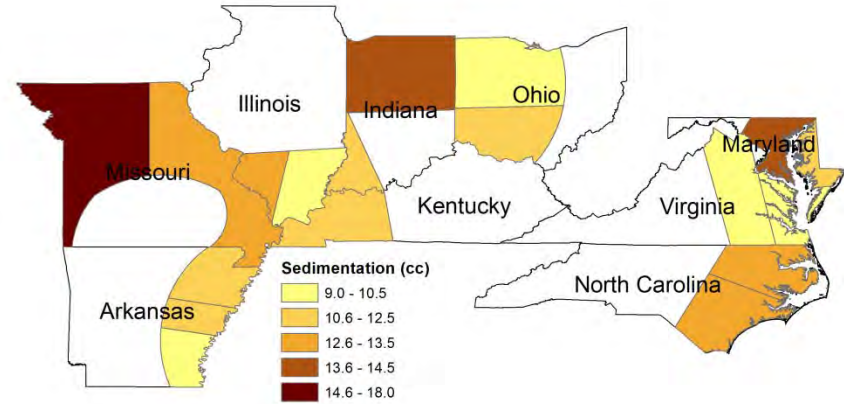 Illinois
Indiana
Ohio
Missouri
Maryland
Kentucky
Virginia
Sedimentation (cc)
9.0 - 10.5
10.6 - 12.5
12.6 - 13.5
13.6 - 14.5
14.6 - 18.0
North Carolina
Arkansas